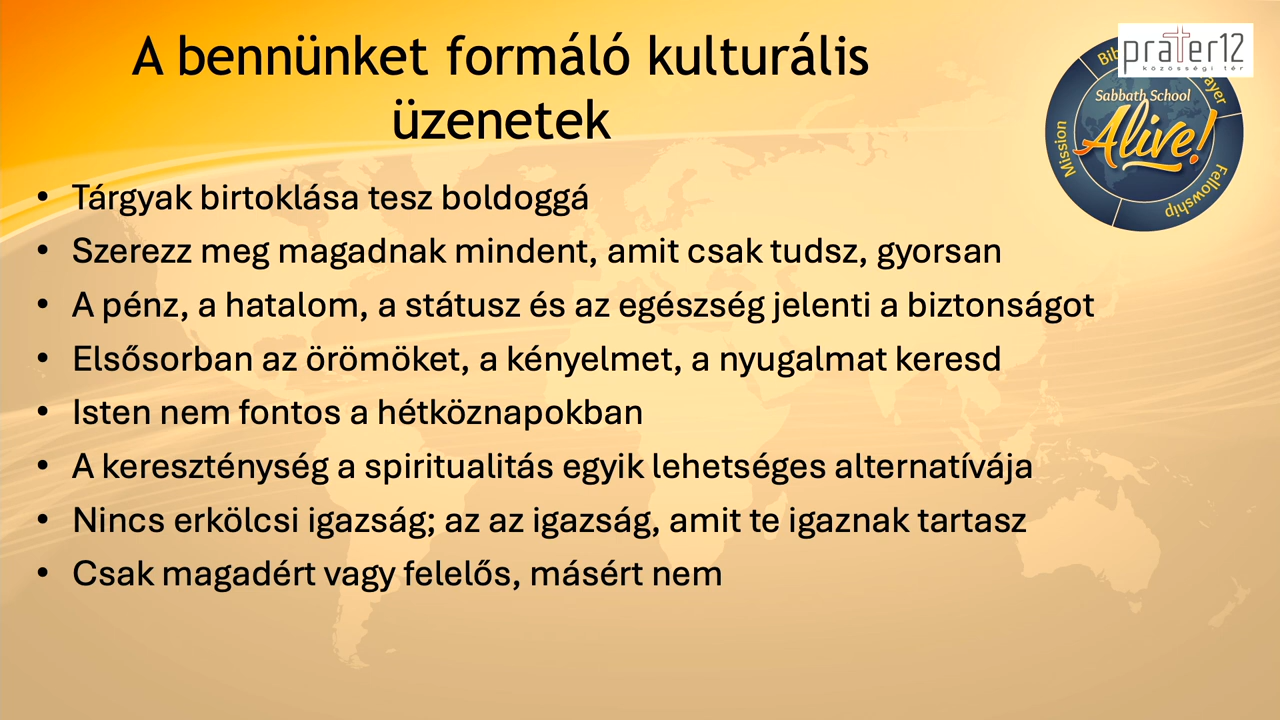 A bennünket formáló kulturális
üzenetek
prater12
közösségi tér
Sabbath School
Alive!
Mission
Fellowship
• Tárgyak birtoklása tesz boldoggá
• Szerezz meg magadnak mindent, amit csak tudsz, gyorsan
• A pénz, a hatalom, a státusz és az egészség jelenti a biztonságot
• Elsősorban az örömöket, a kényelmet, a nyugalmat keresd
• Isten nem fontos a hétköznapokban
• A kereszténység a spiritualitás egyik lehetséges alternatívája
• Nincs erkölcsi igazság; az az igazság, amit te igaznak tartasz
• Csak magadért vagy felelős, másért nem